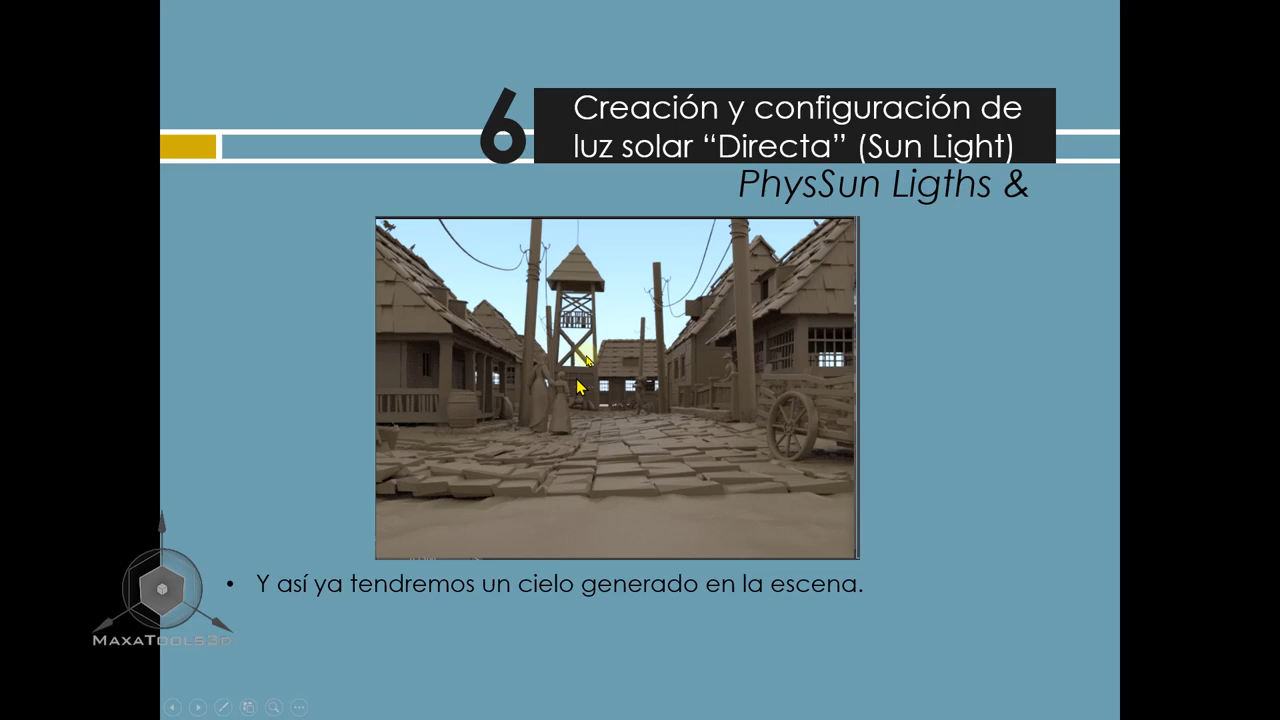 6
Creación y configuración de
luz solar “Directa” (Sun Light)
PhysSun Ligths &
• Y así ya tendremos un cielo generado en la escena.
MAXATOOLS3D